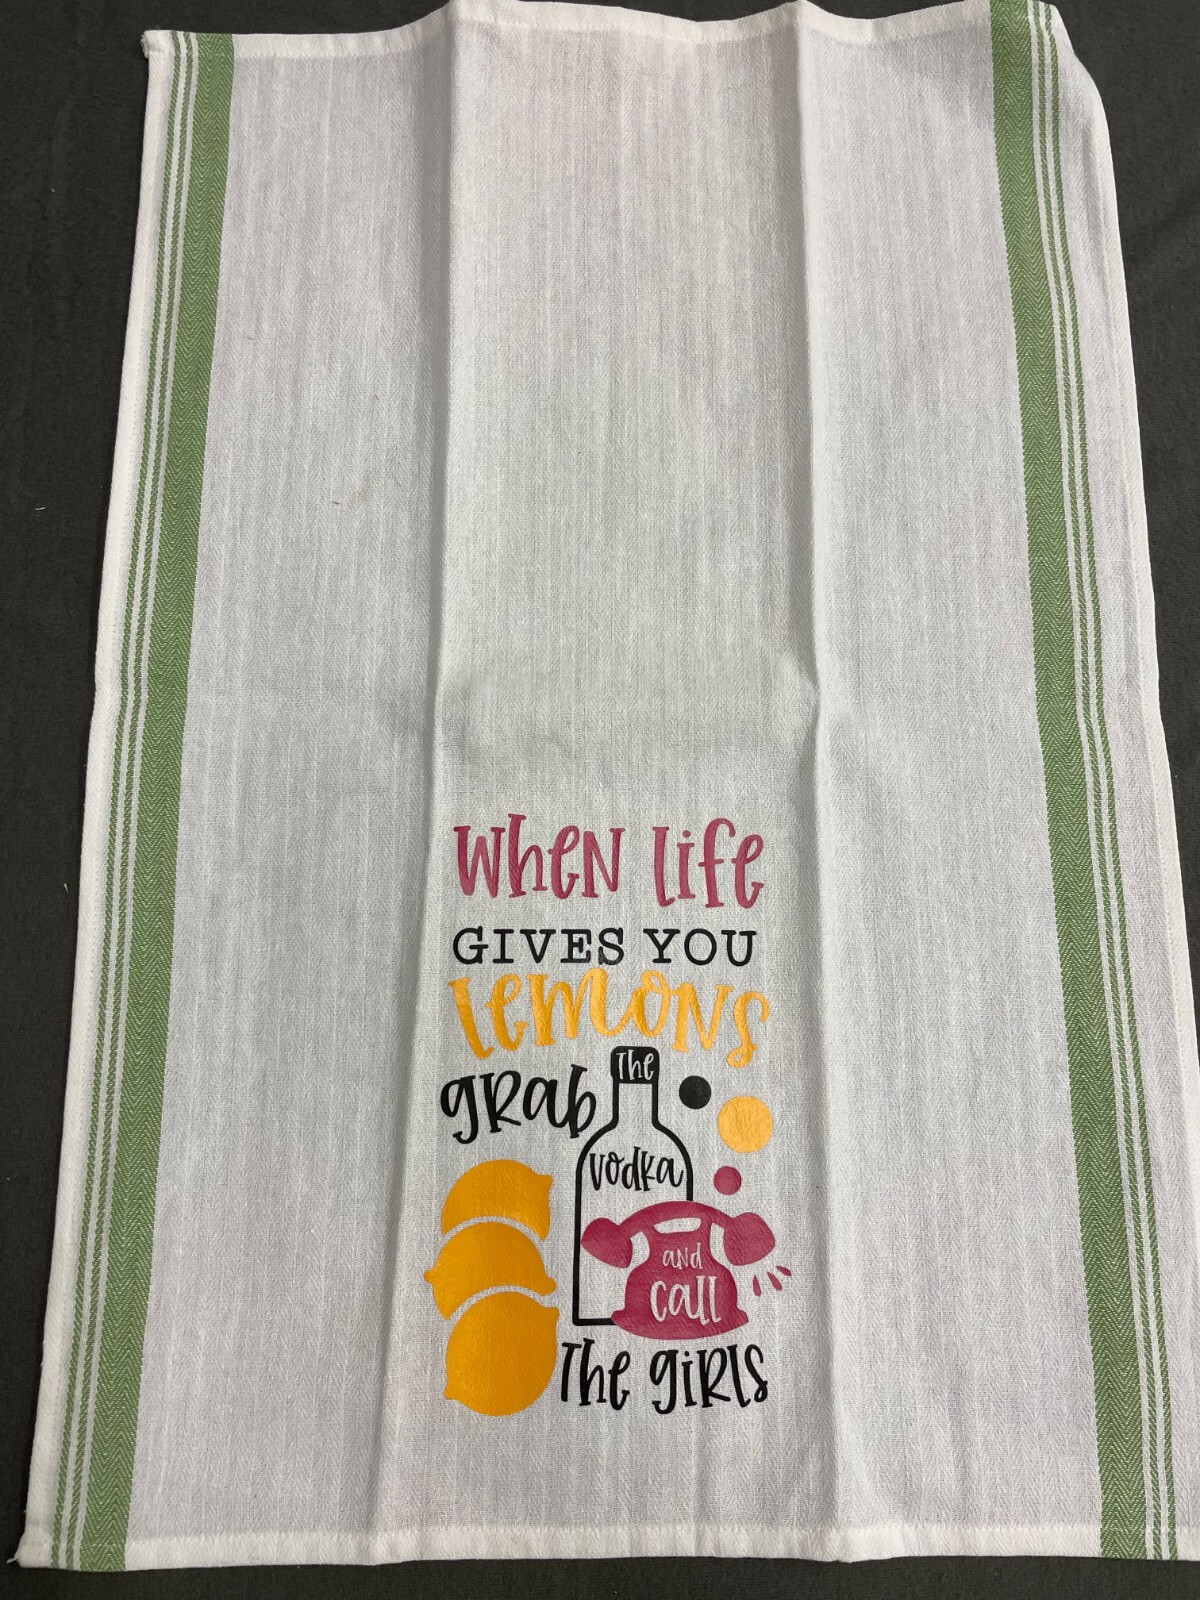 When life
GIVES YOU
lemons
grab The
vodka
and
call
The girls